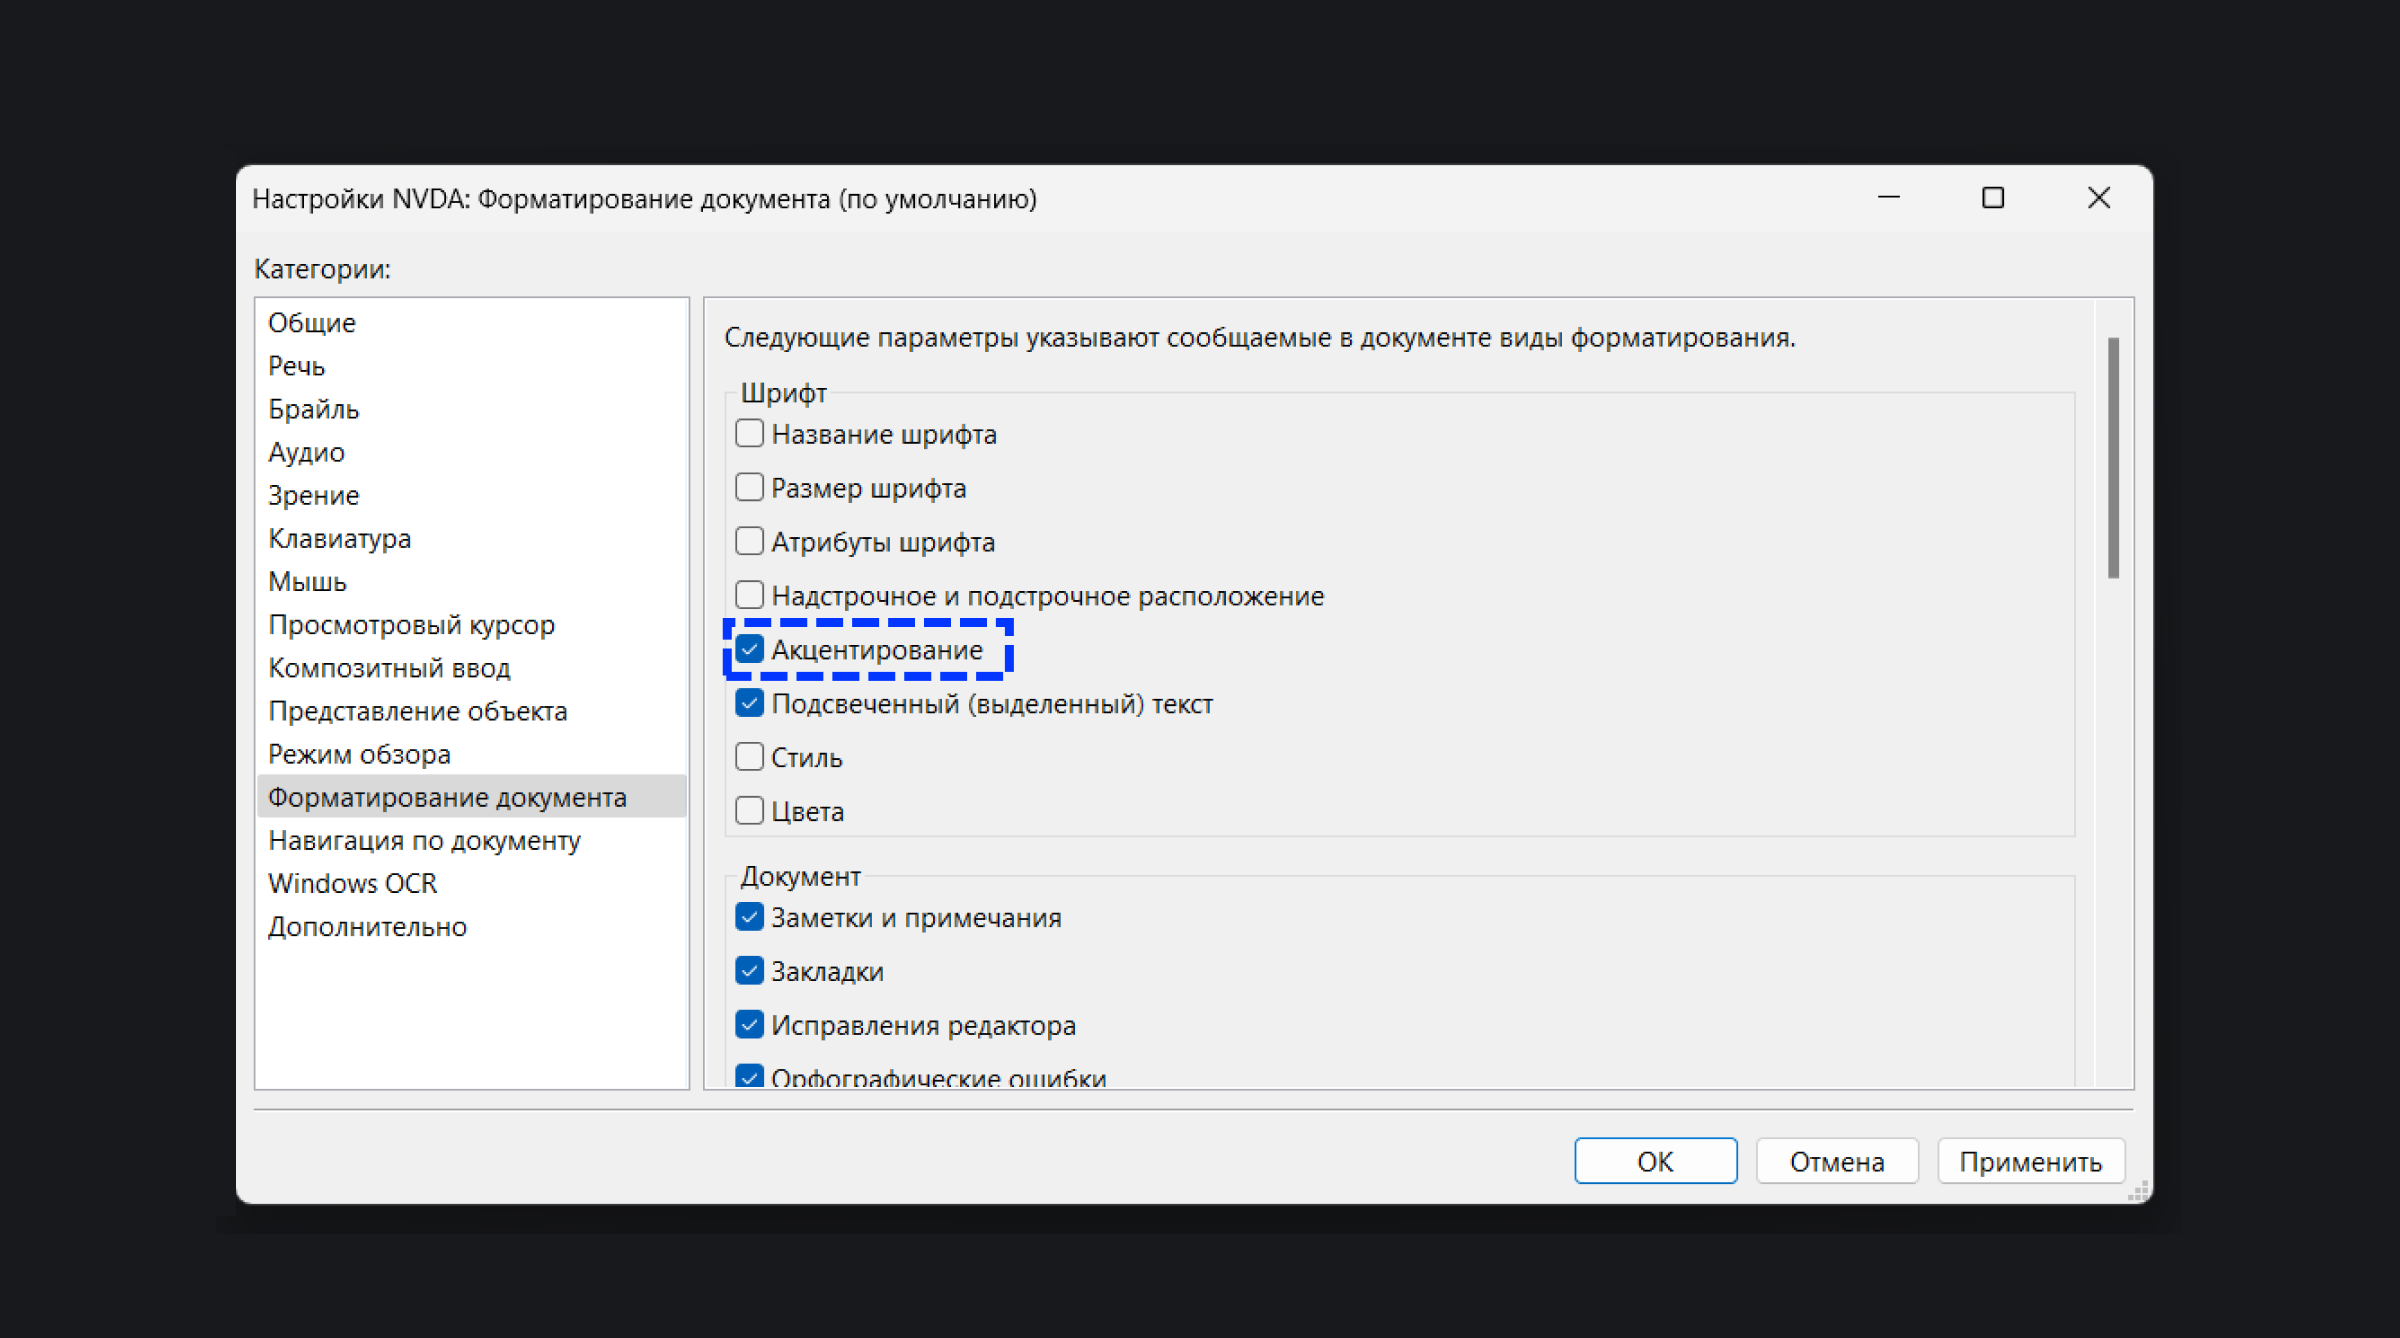 Настройки NVDA: Форматирование документа (по умолчанию)
Категории:
Общие
Речь
Брайль
Аудио
Зрение
Клавиатура
Мышь
Просмотровый курсор
Композитный ввод
Представление объекта
Режим обзора
Форматирование документа
Навигация по документу
Windows OCR
Дополнительно
Следующие параметры указывают сообщаемые в документе виды форматирования.
Шрифт
Название шрифта
Размер шрифта
Атрибуты шрифта
Надстрочное и подстрочное расположение
Акцентирование
Подсвеченный (выделенный) текст
Стиль
Цвета
Документ
Заметки и примечания
Закладки
Исправления редактора
Орфографические ошибки
ОК
Отмена
Применить